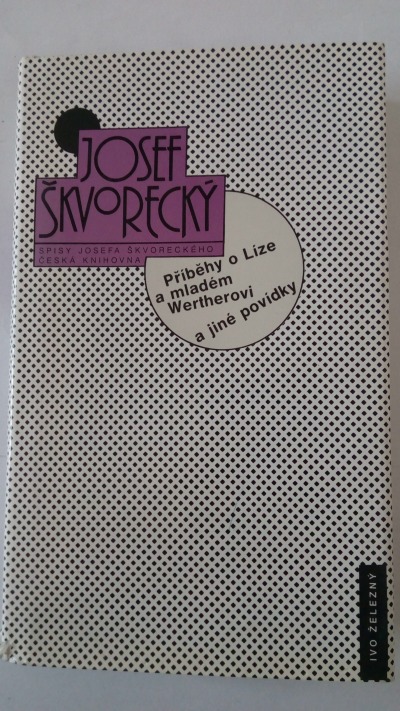 JOSEF
ŠKVORECKÝ
SPISY JOSEFA ŠKVORECKÉHO
ČESKÁ KNIHOVNA
Příběhy o Líze
a mladém
Wertherovi
a jiné povídky
IVO ŽELEZNÝ